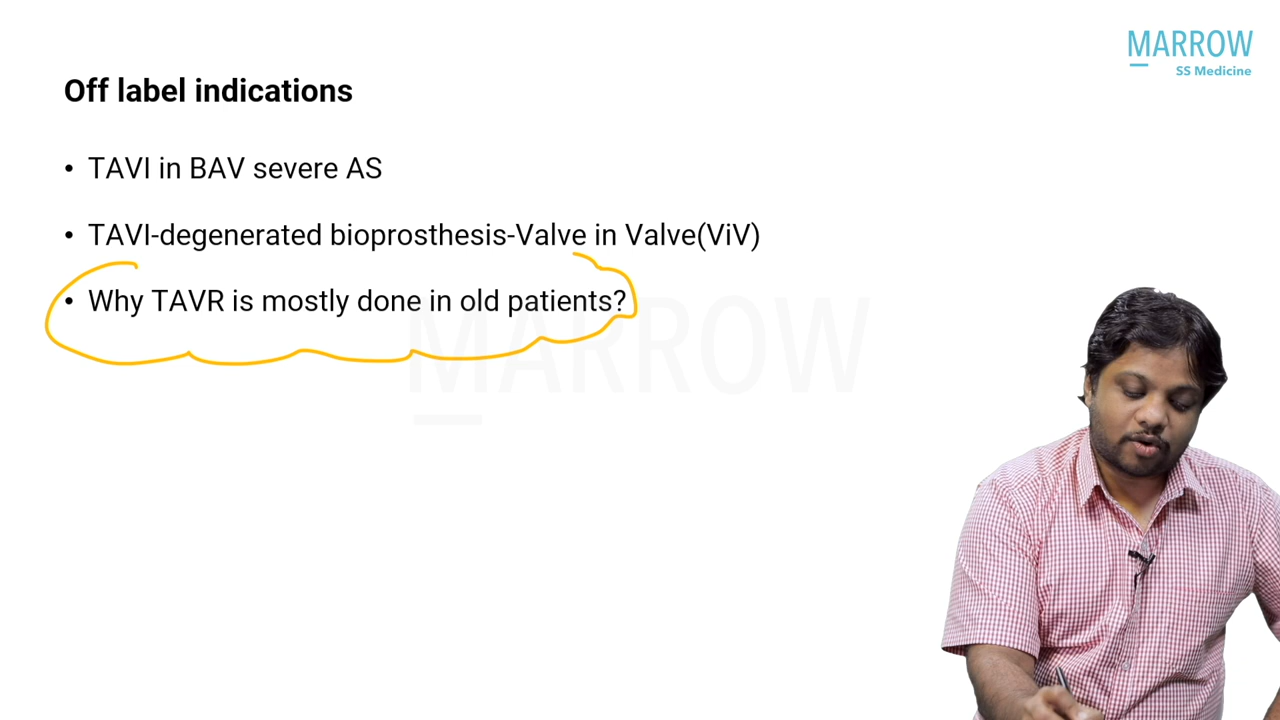 MARROW
SS Medicine
Off label indications
• TAVI in BAV severe AS
• TAVI-degenerated bioprosthesis-Valve in Valve(ViV)
• Why TAVR is mostly done in old patients?
MARROW